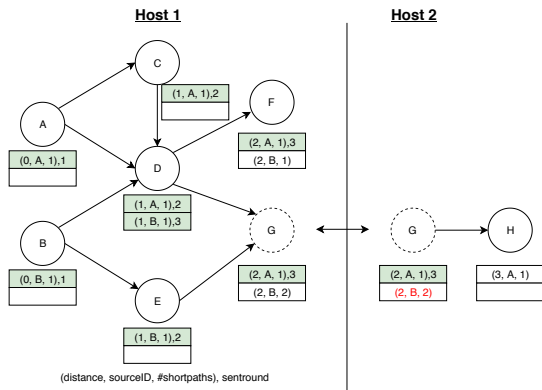 Host 1
Host 2
C
(1, A, 1),2
F
(2, A, 1),3
(2, B, 1)
A
(0, A, 1),1
D
(1, A, 1),2
(1, B, 1),3
B
(0, B, 1),1
G
(2, A, 1),3
(2, B, 2)
E
(1, B, 1),2
G
(2, A, 1),3
(2, B, 2)
H
(3, A, 1)
(distance, sourceID, #shortpaths), sentround